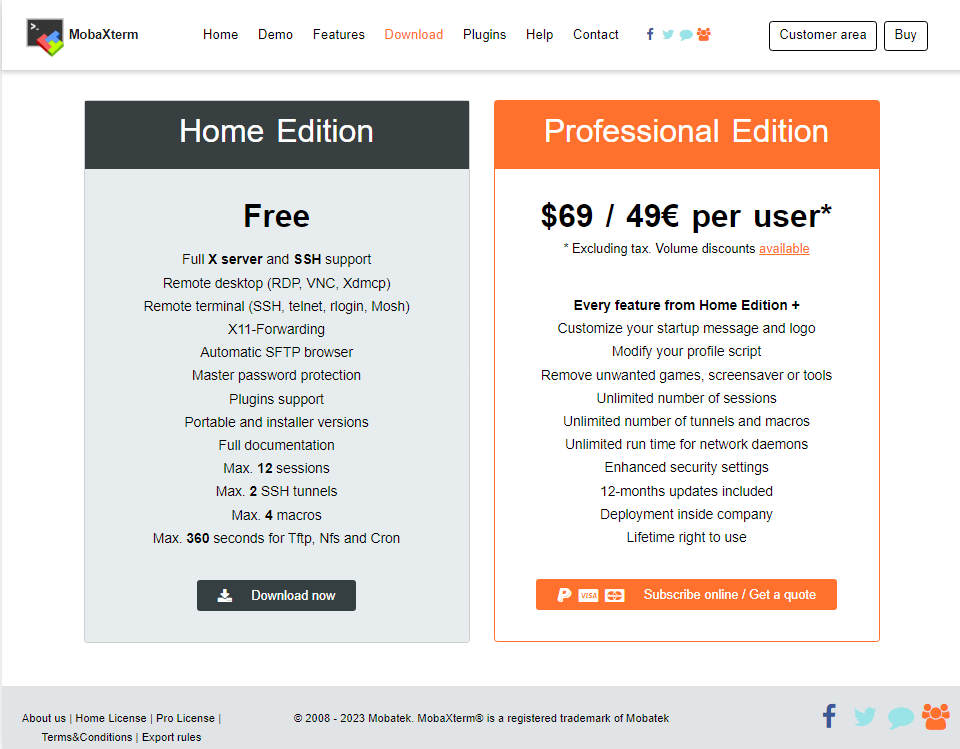 MobaXterm
Home Demo Features Download Plugins Help Contact
Customer area Buy
Home Edition
Free
Full X server and SSH support
Remote desktop (RDP, VNC, Xdmcp)
Remote terminal (SSH, telnet, rlogin, Mosh)
X11-Forwarding
Automatic SFTP browser
Master password protection
Plugins support
Portable and installer versions
Full documentation
Max. 12 sessions
Max. 2 SSH tunnels
Max. 4 macros
Max. 360 seconds for Tftp, Nfs and Cron
Download now
Professional Edition
$69 / 49€ per user*
* Excluding tax. Volume discounts available
Every feature from Home Edition +
Customize your startup message and logo
Modify your profile script
Remove unwanted games, screensaver or tools
Unlimited number of sessions
Unlimited number of tunnels and macros
Unlimited run time for network daemons
Enhanced security settings
12-months updates included
Deployment inside company
Lifetime right to use
VISA Subscribe online / Get a quote
About us | Home License | Pro License |
Terms&Conditions | Export rules
© 2008 - 2023 Mobatek. MobaXterm® is a registered trademark of Mobatek